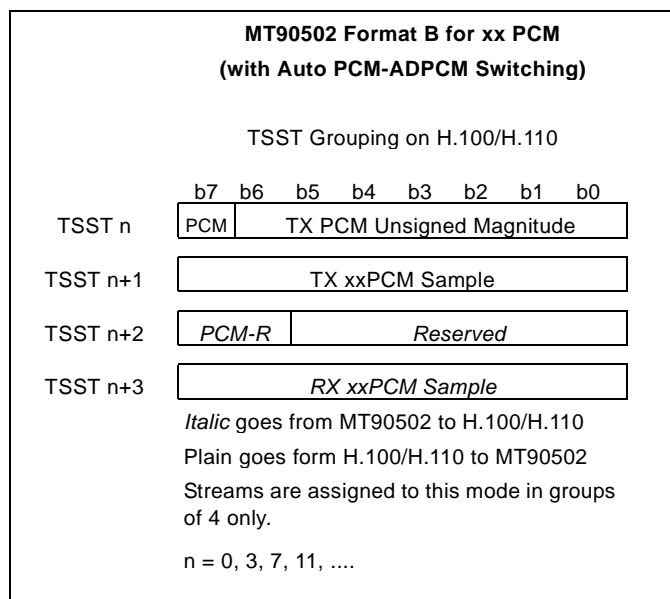 MT90502 Format B for xx PCM
(with Auto PCM-ADPCM Switching)
TSST Grouping on H.100/H.110
b7 b6 b5 b4 b3 b2 b1 b0
TSST n PCM TX PCM Unsigned Magnitude
TSST n+1 TX xxPCM Sample
TSST n+2 PCM-R Reserved
TSST n+3 RX xxPCM Sample
Italic goes from MT90502 to H.100/H.110
Plain goes form H.100/H.110 to MT90502
Streams are assigned to this mode in groups
of 4 only.
n = 0, 3, 7, 11, ....